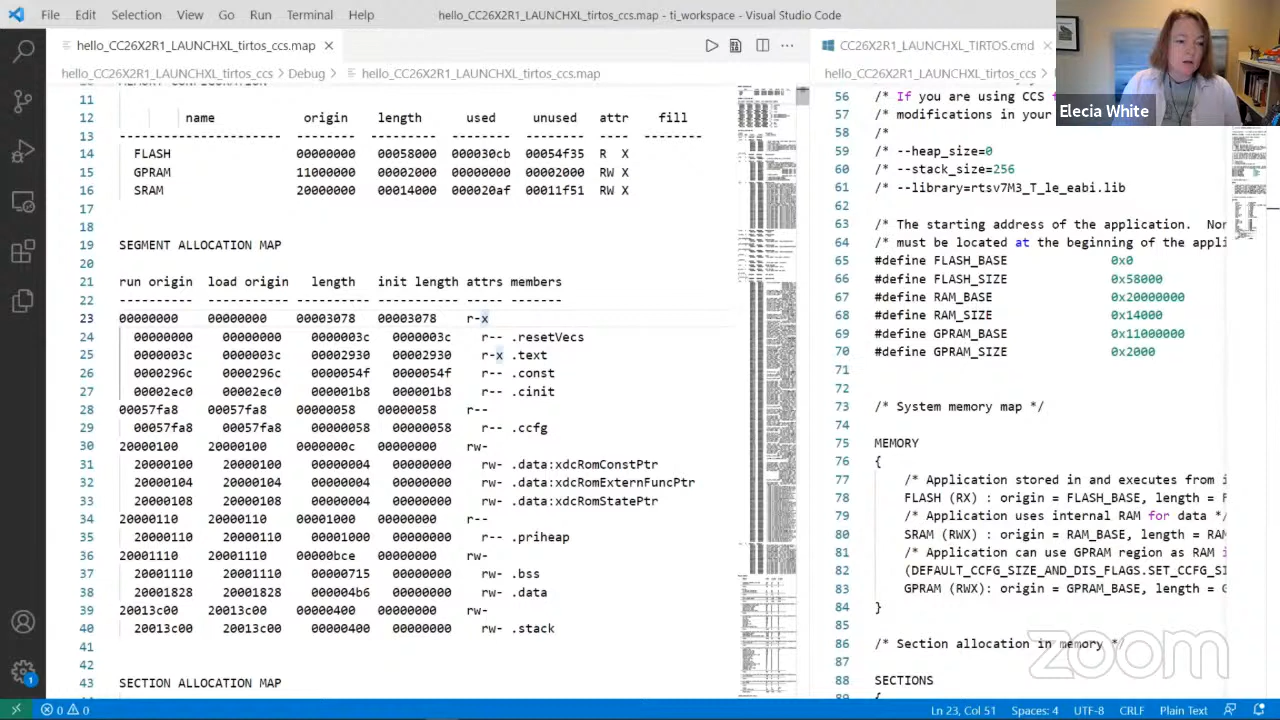 File Edit Selection View Go Run Terminal Help hello_CC26X2R1_LAUNCHXL_tirtos_ccs.map - ti_workspace - Visual Studio Code
hello_CC26X2R1_LAUNCHXL_tirtos_ccs.map
hello_CC26X2R1_LAUNCHXL_tirtos_ccs > Debug > hello_CC26X2R1_LAUNCHXL_tirtos_ccs.map
11
12 name origin length used unused attr fill
13
14 FLASH R X
15 GPRAM 00002000 RW X
16 SRAM 00014000 00011f51 RW X
17
18
19 SEGMENT ALLOCATION MAP
20
21 run origin load origin length init length attrs members
22
23 00000000 00000000 00003078 00003078 r-x
24 00000000 00000000 0000003c 0000003c r-- .resetVecs
25 0000003c 0000003c 00002930 00002930 r-x .text
26 0000296c 0000296c 0000054f 0000054f r-- .const
27 00002ec0 00002ec0 000001b8 000001b8 r-- .cinit
28 00057fa8 00057fa8 00000058 00000058 r--
29 00057fa8 00057fa8 00000058 00000058 r-- .ccfg
30 20000100 20000100 00000000 rw-
31 20000100 20000100 00000004 00000000 rw- .data:xdcRomConstPtr
32 20000104 20000104 00000004 00000000 rw- .data:xdcRomExternFuncPtr
33 20000108 20000108 00000004 00000000 rw- .data:xdcRomStatePtr
34 20000110 20000110 00001000 00000000 r--
35 20000110 20000110 00001000 00000000 r-- .priheap
36 20001110 20001110 00000bce 00000000 rw-
37 20001110 20001110 00000715 00000000 rw- .bss
38 20001828 20001828 000004b6 00000000 rw- .data
39 20013c00 20013c00 00000400 00000000 rw-
40 20013c00 20013c00 00000400 00000000 rw- .stack
41
42
43 SECTION ALLOCATION MAP
CC26X2R1_LAUNCHXL_TIRTOS.cmd
hello_CC26X2R1_LAUNCHXL_tirtos_ccs >
Elecia White
56 /* If you are using CCS
57 /* modifications in your
58 /*
59 /* --heap_size=0
60 /* --stack_size=256
61 /* --library=rtsv7M3_T_le_eabi.lib
62
63 /* The starting address of the application.
64 /* must be located at the beginning of the
65 #define FLASH_BASE 0x0
66 #define FLASH_SIZE 0x58000
67 #define RAM_BASE 0x20000000
68 #define RAM_SIZE 0x14000
69 #define GPRAM_BASE 0x11000000
70 #define GPRAM_SIZE 0x2000
71
72
73 /* System memory map */
74
75 MEMORY
76 {
77 /* Application stored in and executes from
78 FLASH (RX) : origin = FLASH_BASE, length =
79 /* Application uses internal RAM for data */
80 SRAM (RWX) : origin = RAM_BASE, length =
81 /* Application can use GPRAM region as RAM
82
83 GPRAM (RWX): origin = GPRAM_BASE, length =
84 }
85
86 /* Section allocation in memory */
87
88 SECTIONS
89 {
zoom
0 0
Ln 23, Col 51 Spaces: 4 UTF-8 CRLF Plain Text
1